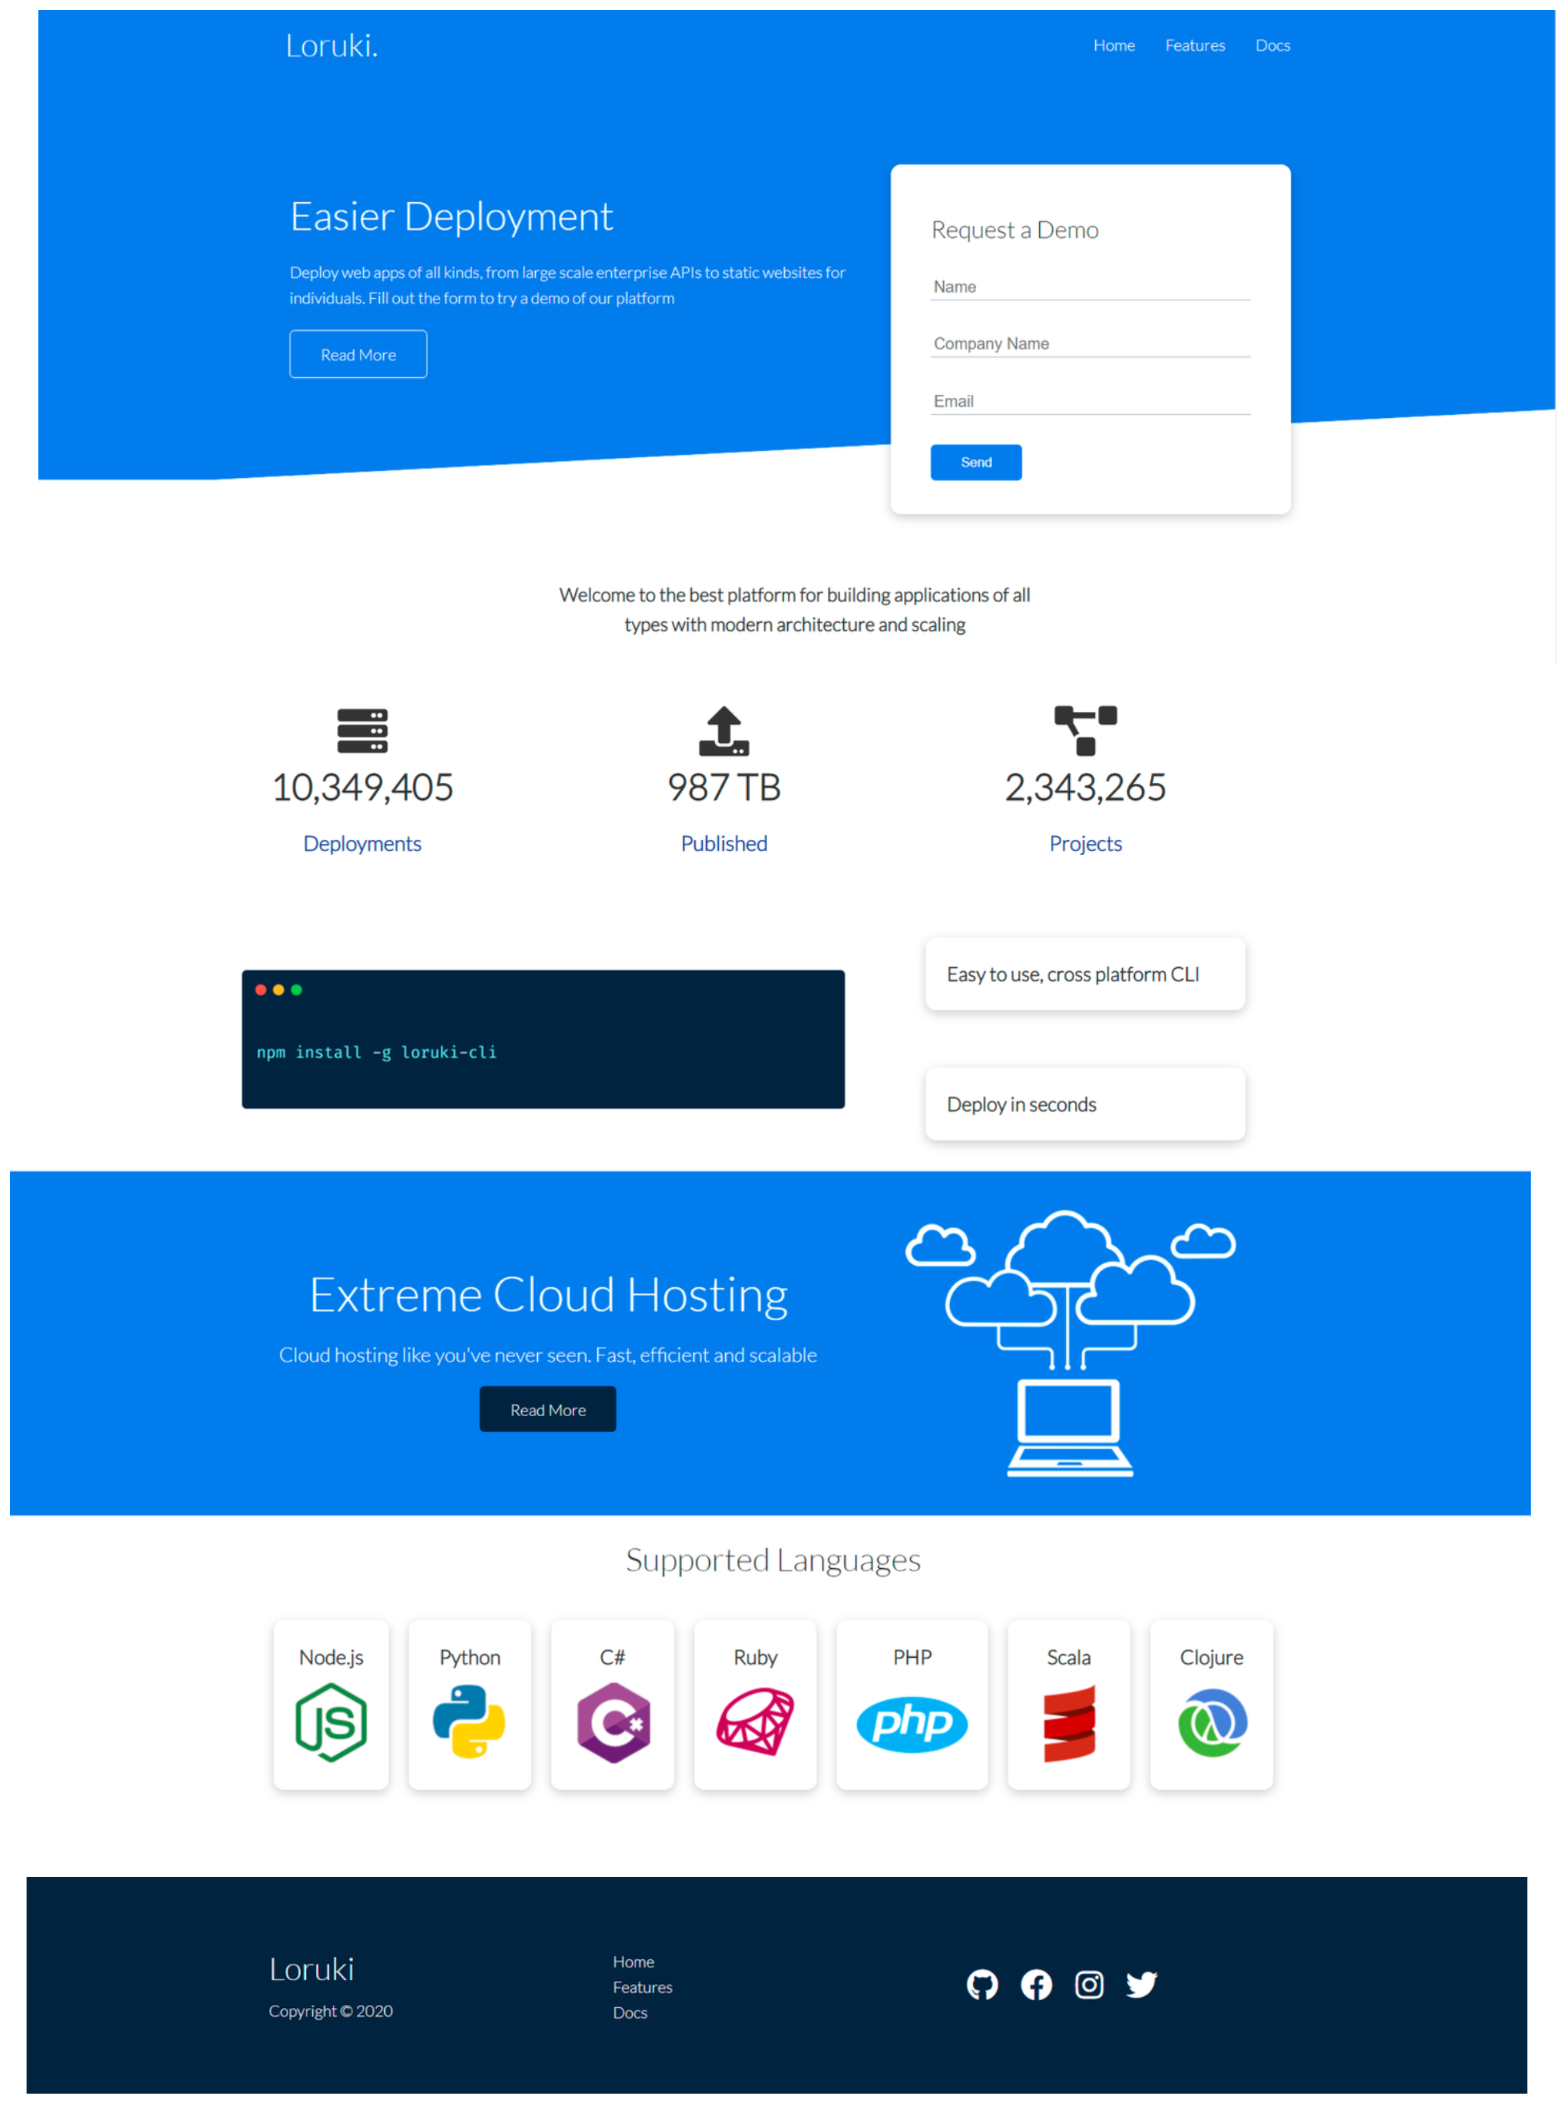 Loruki.
Home Features Docs
Easier Deployment
Deploy web apps of all kinds, from large scale enterprise APIs to static websites for
individuals. Fill out the form to try a demo of our platform
Read More
Request a Demo
Name
Company Name
Email
Send
Welcome to the best platform for building applications of all
types with modern architecture and scaling
10,349,405
Deployments
987 TB
Published
2,343,265
Projects
npm install -g loruki-cli
Easy to use, cross platform CLI
Deploy in seconds
Extreme Cloud Hosting
Cloud hosting like you've never seen. Fast, efficient and scalable
Read More
Supported Languages
Node.js
JS
Python
C#
C#
Ruby
PHP
php
Scala
Clojure
Loruki
Copyright © 2020
Home
Features
Docs